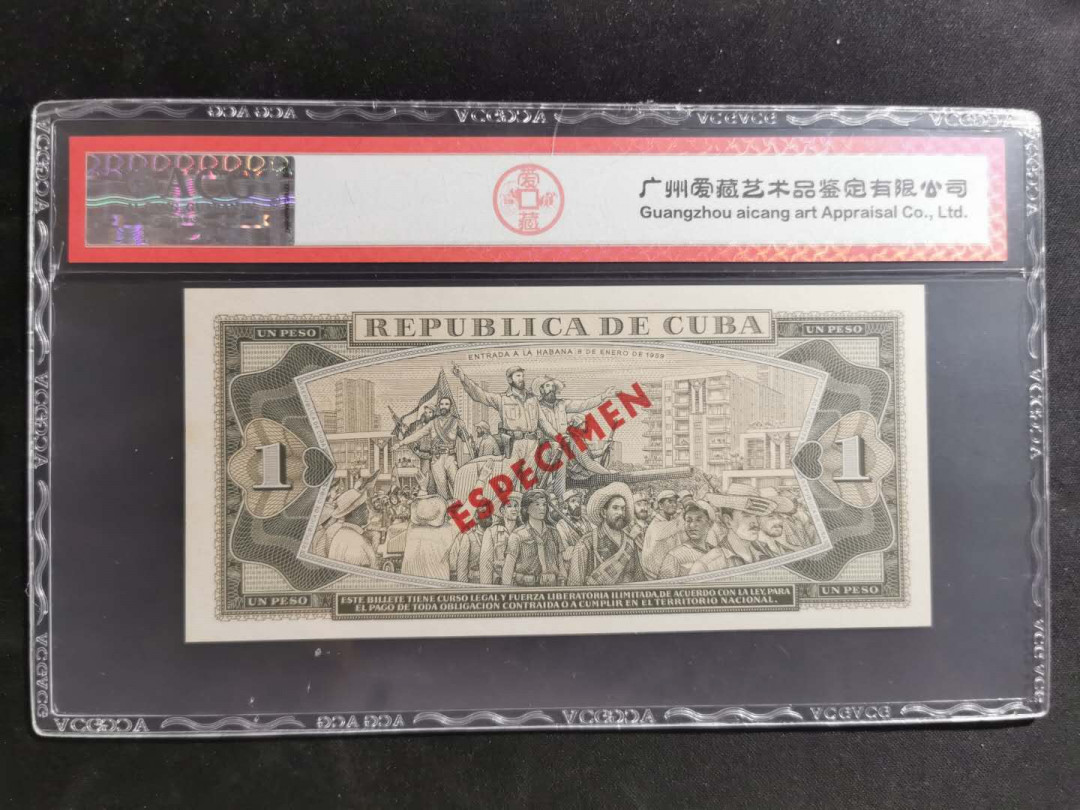 ACG
爱藏
广州爱藏艺术品鉴定有限公司
Guangzhou aicang art Appraisal Co., Ltd.
UN PESO
REPUBLICA DE CUBA
UN PESO
ENTRADA A LA HABANA 8 DE ENERO DE 1959
1
1
ESPECIMEN
UN PESO
ESTE BILLETE TIENE CURSO LEGAL Y FUERZA LIBERATORIA ILIMITADA, DE ACUERDO CON LA LEY, PARA
EL PAGO DE TODA OBLIGACION CONTRAIDA O A CUMPLIR EN EL TERRITORIO NACIONAL.
UN PESO